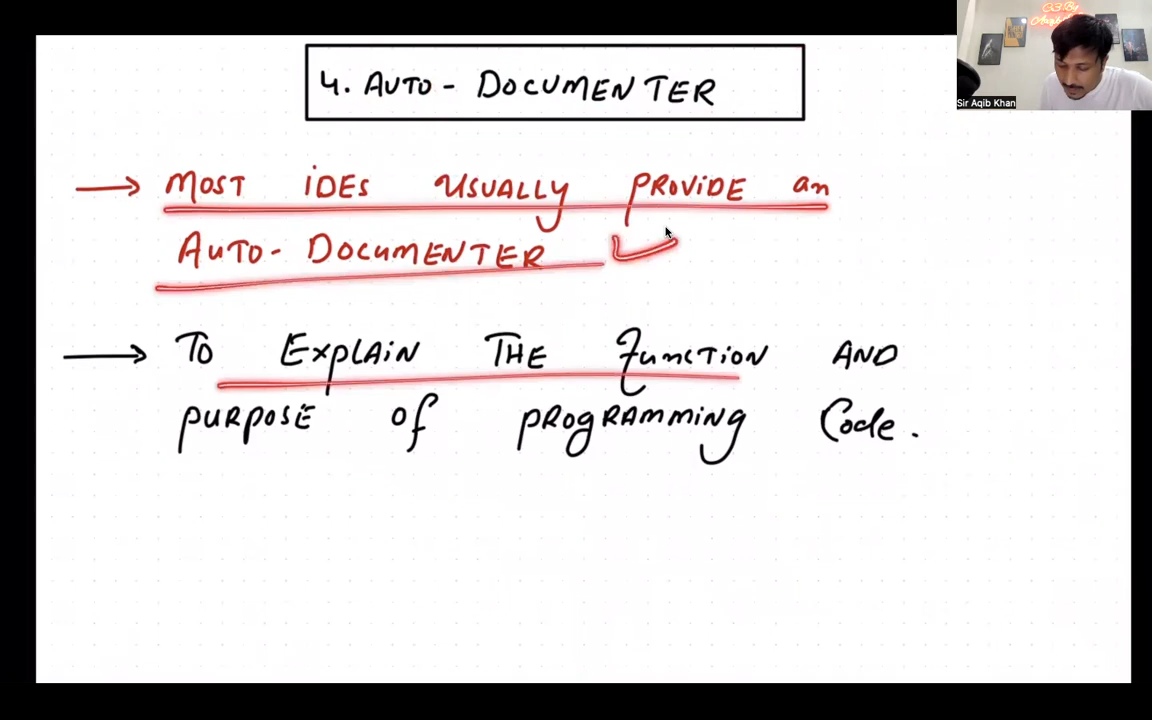 4. AUTO - DOCUMENTER
→ MOST IDES USUALLY PROVIDE an
AUTO - DOCUMENTER
→ TO EXPLAIN THE FUNCTION AND
PURPOSE of PROGRAMMING Code.
Sir Aqib Khan